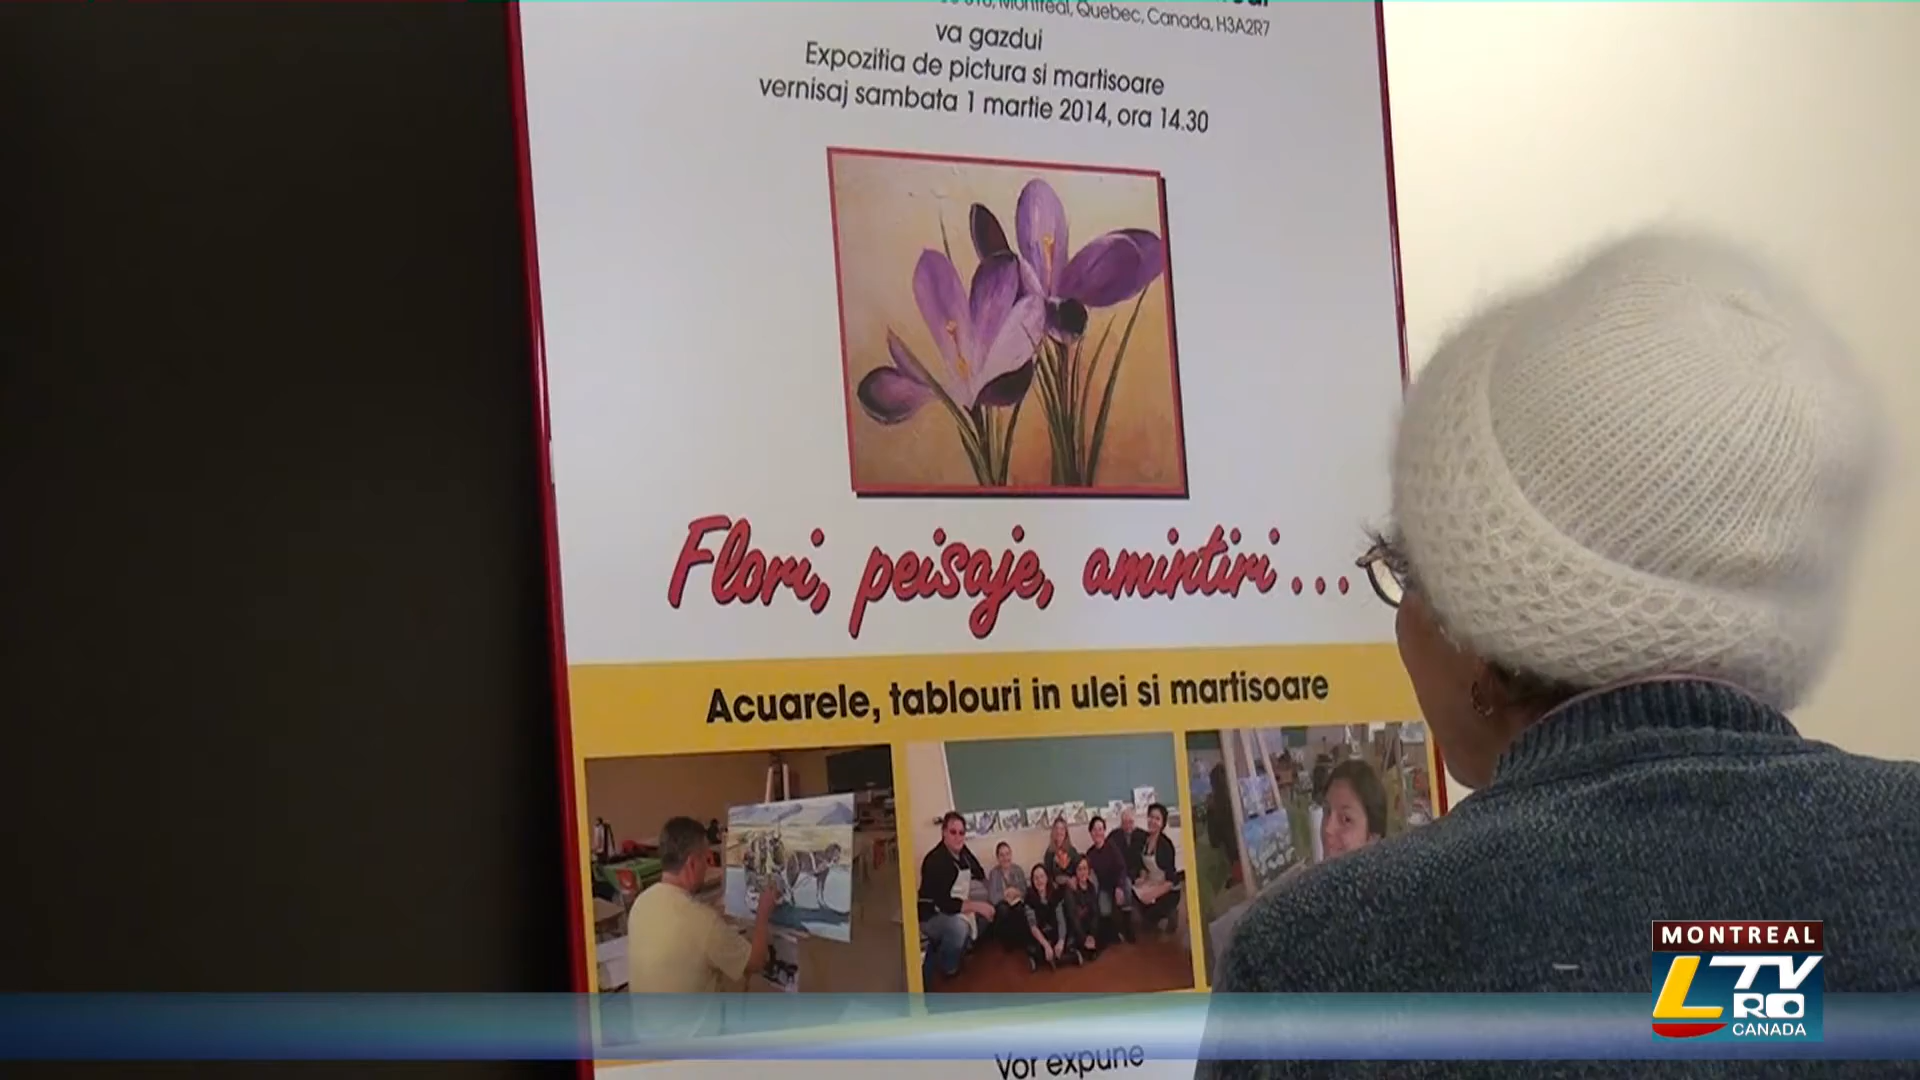 Montreal, Quebec, Canada, H3A2R7
va gazdui
Expozitia de pictura si martisoare
vernisaj sambata 1 martie 2014, ora 14.30
Flori, peisaje, amintiri...
Acuarele, tablouri in ulei si martisoare
Vor expune
MONTREAL
L TV
RO
CANADA